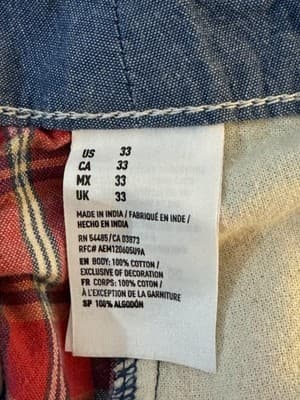 US 33
CA 33
MX 33
UK 33
MADE IN INDIA / FABRIQUÉ EN INDE /
HECHO EN INDIA
RN 54485/CA 03873
RFC# AEM120605U9A
EN BODY: 100% COTTON /
EXCLUSIVE OF DECORATION
FR CORPS: 100% COTON /
À L'EXCEPTION DE LA GARNITURE
SP 100% ALGODÓN